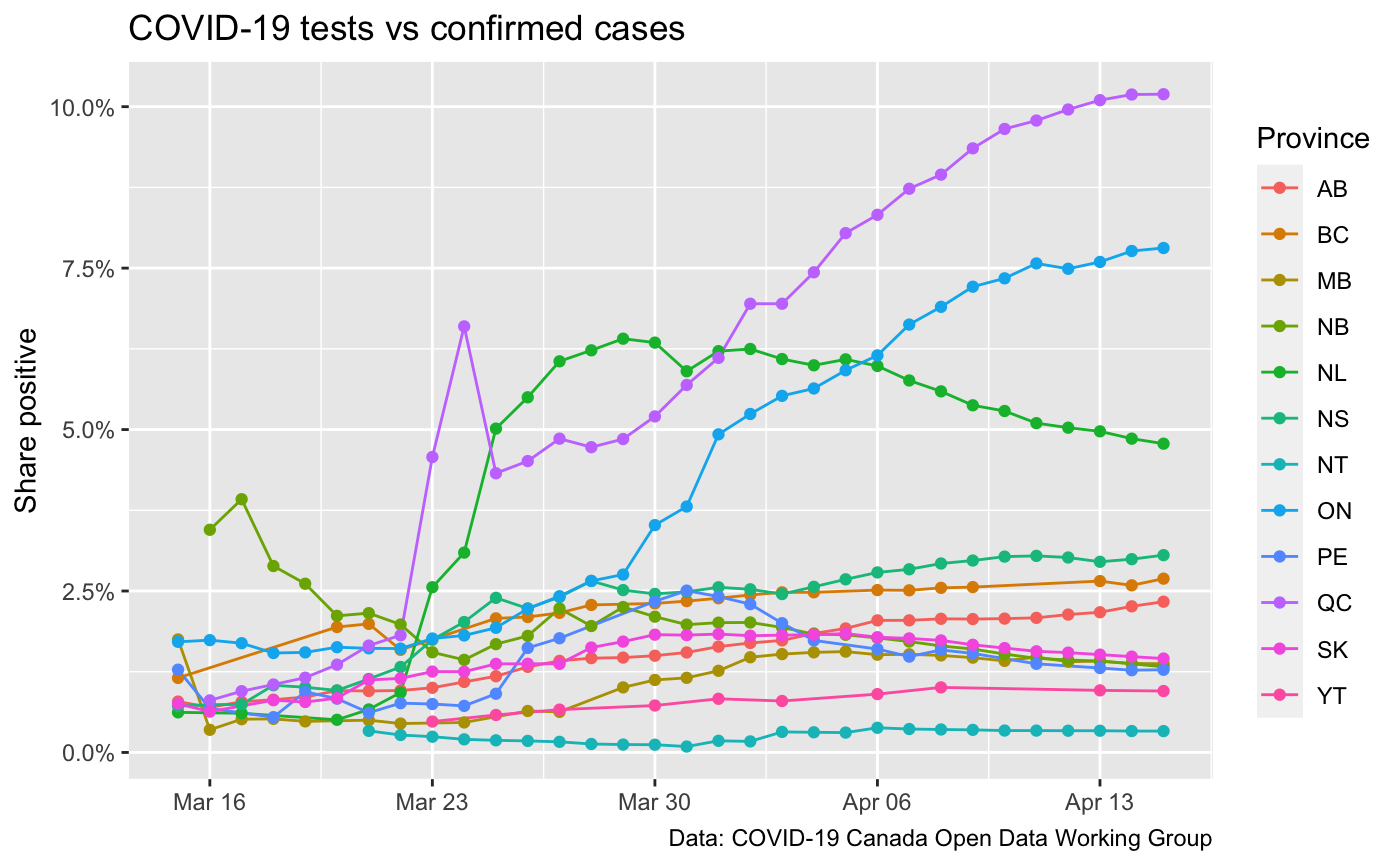 COVID-19 tests vs confirmed cases
Share positive
10.0%
7.5%
5.0%
2.5%
0.0%
Mar 16
Mar 23
Mar 30
Apr 06
Apr 13
Province
AB
BC
MB
NB
NL
NS
NT
ON
PE
QC
SK
YT
Data: COVID-19 Canada Open Data Working Group